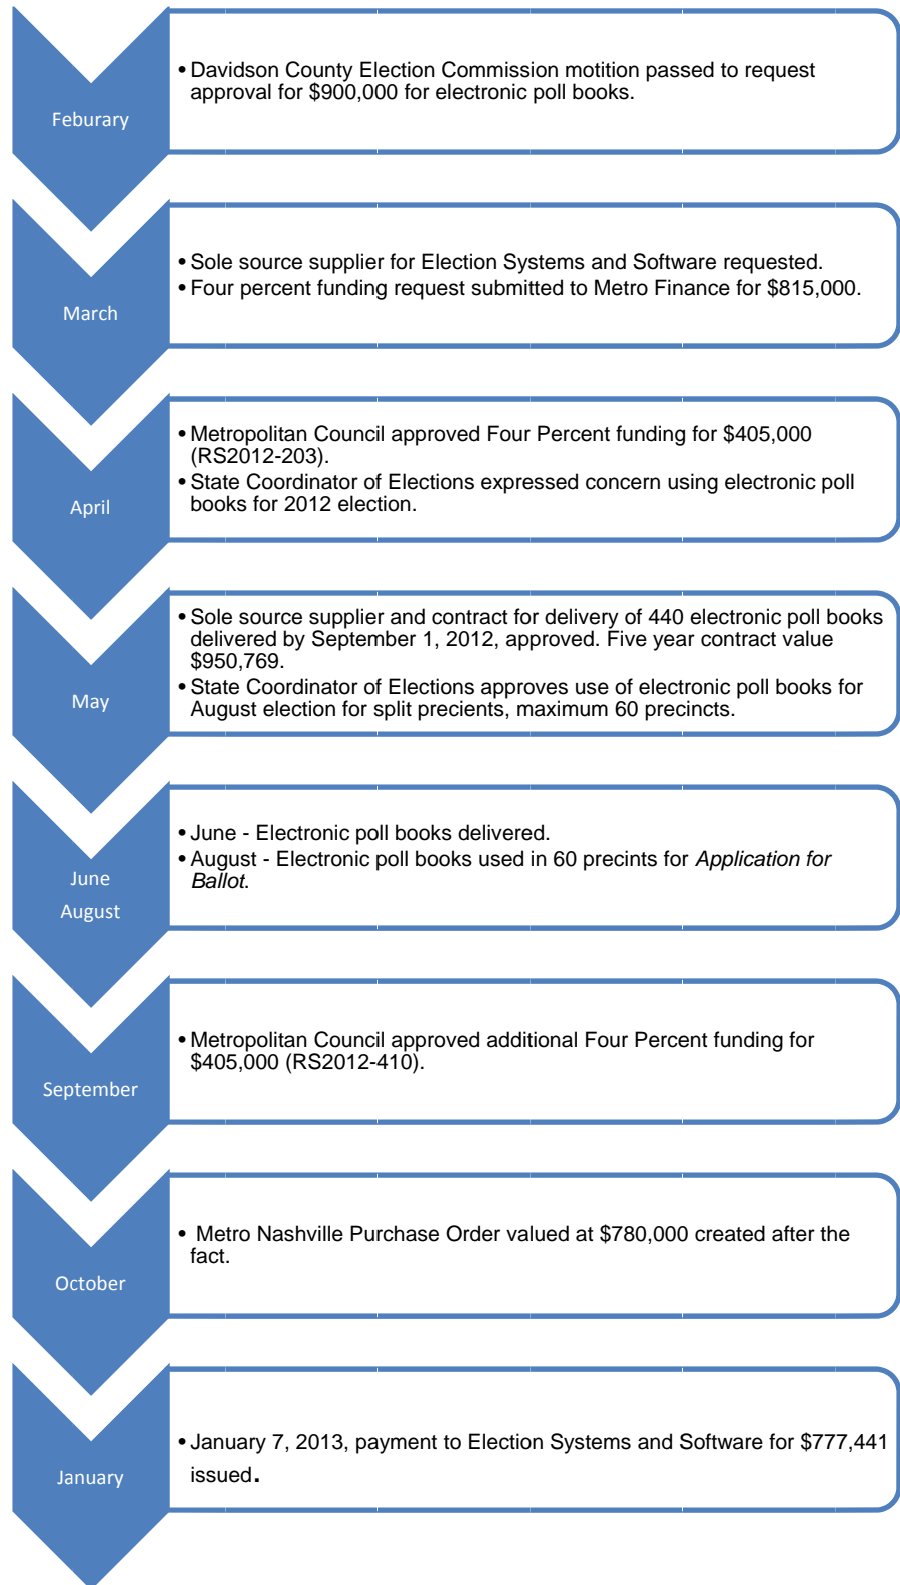 Feburary
• Davidson County Election Commission motition passed to request
approval for $900,000 for electronic poll books.
March
• Sole source supplier for Election Systems and Software requested.
• Four percent funding request submitted to Metro Finance for $815,000.
April
• Metropolitan Council approved Four Percent funding for $405,000
(RS2012-203).
• State Coordinator of Elections expressed concern using electronic poll
books for 2012 election.
May
• Sole source supplier and contract for delivery of 440 electronic poll books
delivered by September 1, 2012, approved. Five year contract value
$950,769.
• State Coordinator of Elections approves use of electronic poll books for
August election for split precients, maximum 60 precincts.
June
August
• June - Electronic poll books delivered.
• August - Electronic poll books used in 60 precints for Application for
Ballot.
September
• Metropolitan Council approved additional Four Percent funding for
$405,000 (RS2012-410).
October
• Metro Nashville Purchase Order valued at $780,000 created after the
fact.
January
• January 7, 2013, payment to Election Systems and Software for $777,441
issued.